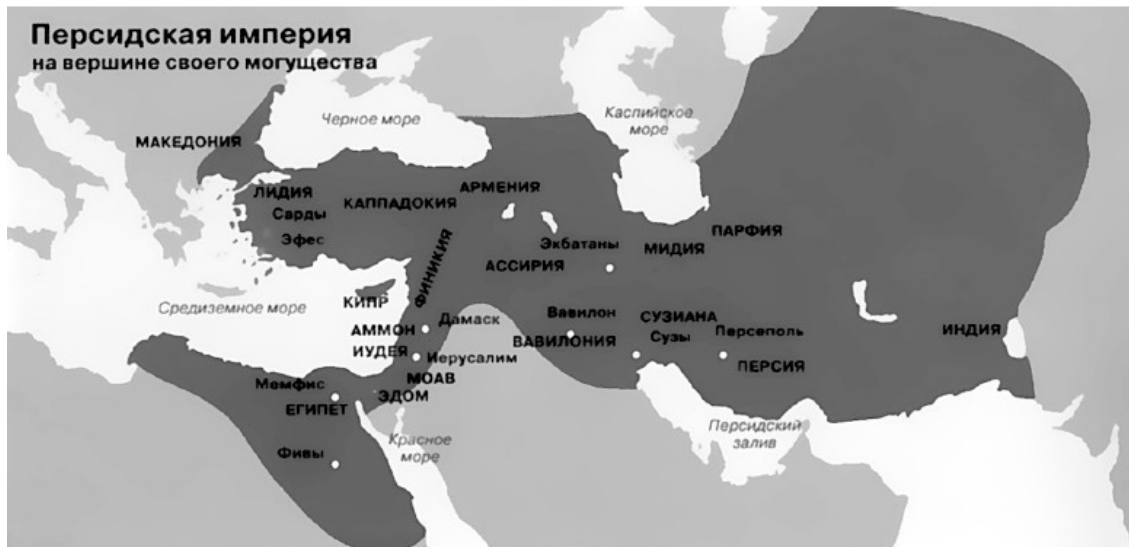 Персидская империя
на вершине своего могущества
Черное море
Каспийское
море
МАКЕДОНИЯ
ЛИДИЯ
Сарды
Эфес
КАППАДОКИЯ
АРМЕНИЯ
Экбатаны
МИДИЯ
ПАРФИЯ
АССИРИЯ
ФИНИКИЯ
Средиземное море
КИПР
Дамаск
АММОН
ИУДЕЯ
Иерусалим
МОАВ
ЭДОМ
Вавилон
ВАВИЛОНИЯ
СУЗИАНА
Сузы
Персеполь
ПЕРСИЯ
ИНДИЯ
Мемфис
ЕГИПЕТ
Фивы
Красное
море
Персидский
залив